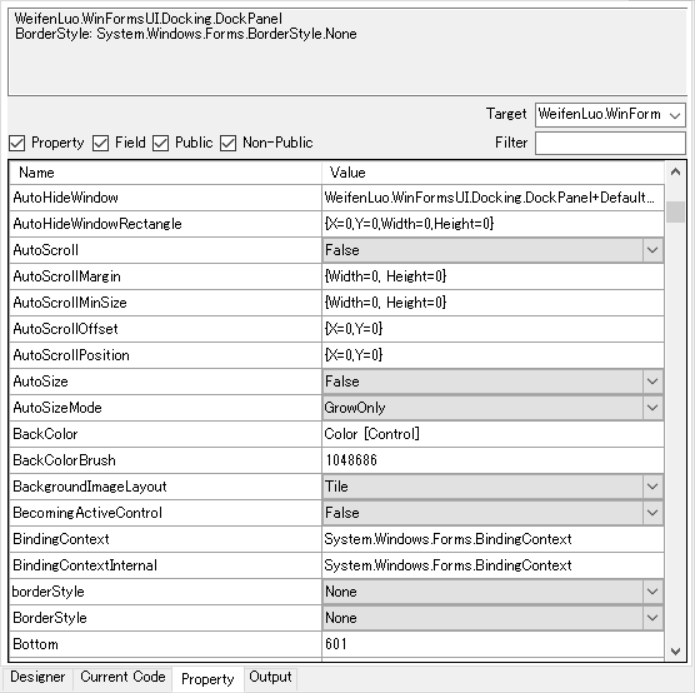 WeifenLuo.WinFormsUI.Docking.DockPanel
BorderStyle: System.Windows.Forms.BorderStyle.None
Target WeifenLuo.WinForm
Property Field Public Non-Public Filter
Name Value
AutoHideWindow WeifenLuo.WinFormsUI.Docking.DockPanel+Default...
AutoHideWindowRectangle {X=0,Y=0,Width=0,Height=0}
AutoScroll False
AutoScrollMargin {Width=0, Height=0}
AutoScrollMinSize {Width=0, Height=0}
AutoScrollOffset {X=0,Y=0}
AutoScrollPosition {X=0,Y=0}
AutoSize False
AutoSizeMode GrowOnly
BackColor Color [Control]
BackColorBrush 1048686
BackgroundImageLayout Tile
BecomingActiveControl False
BindingContext System.Windows.Forms.BindingContext
BindingContextInternal System.Windows.Forms.BindingContext
borderStyle None
BorderStyle None
Bottom 601
Designer Current Code Property Output